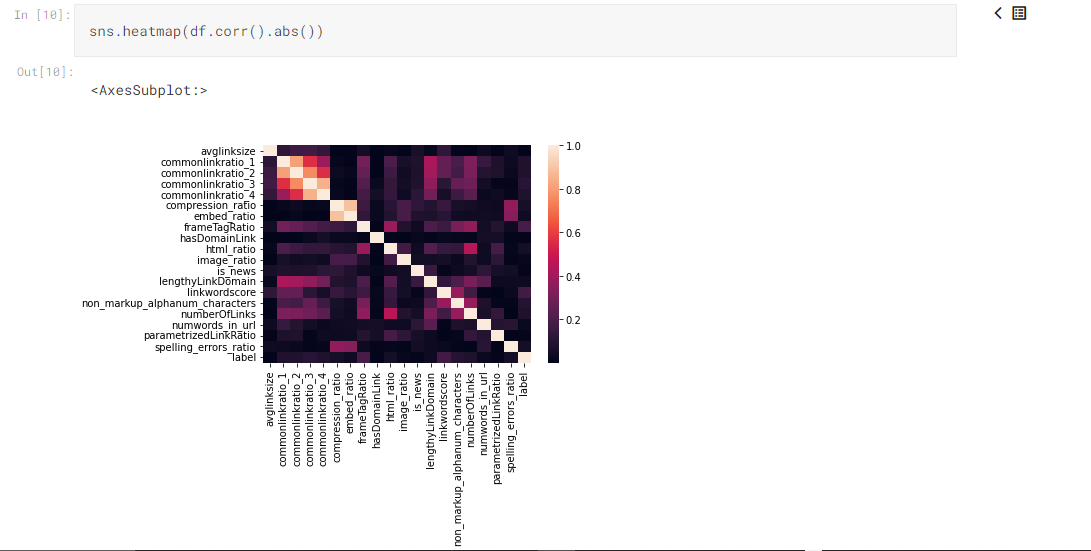 In [10]:
sns.heatmap(df.corr().abs())
Out[10]:
<AxesSubplot:>
avglinksize
commonlinkratio_1
commonlinkratio_2
commonlinkratio_3
commonlinkratio_4
compression_ratio
embed_ratio
frameTagRatio
hasDomainLink
html_ratio
image_ratio
is_news
lengthyLinkDomain
linkwordscore
non_markup_alphanum_characters
numberOfLinks
numwords_in_url
parametrizedLinkRatio
spelling_errors_ratio
label
1.0
0.8
0.6
0.4
0.2
avglinksize
commonlinkratio_1
commonlinkratio_2
commonlinkratio_3
commonlinkratio_4
compression_ratio
embed_ratio
frameTagRatio
hasDomainLink
html_ratio
image_ratio
is_news
lengthyLinkDomain
linkwordscore
non_markup_alphanum_characters
numberOfLinks
numwords_in_url
parametrizedLinkRatio
spelling_errors_ratio
label